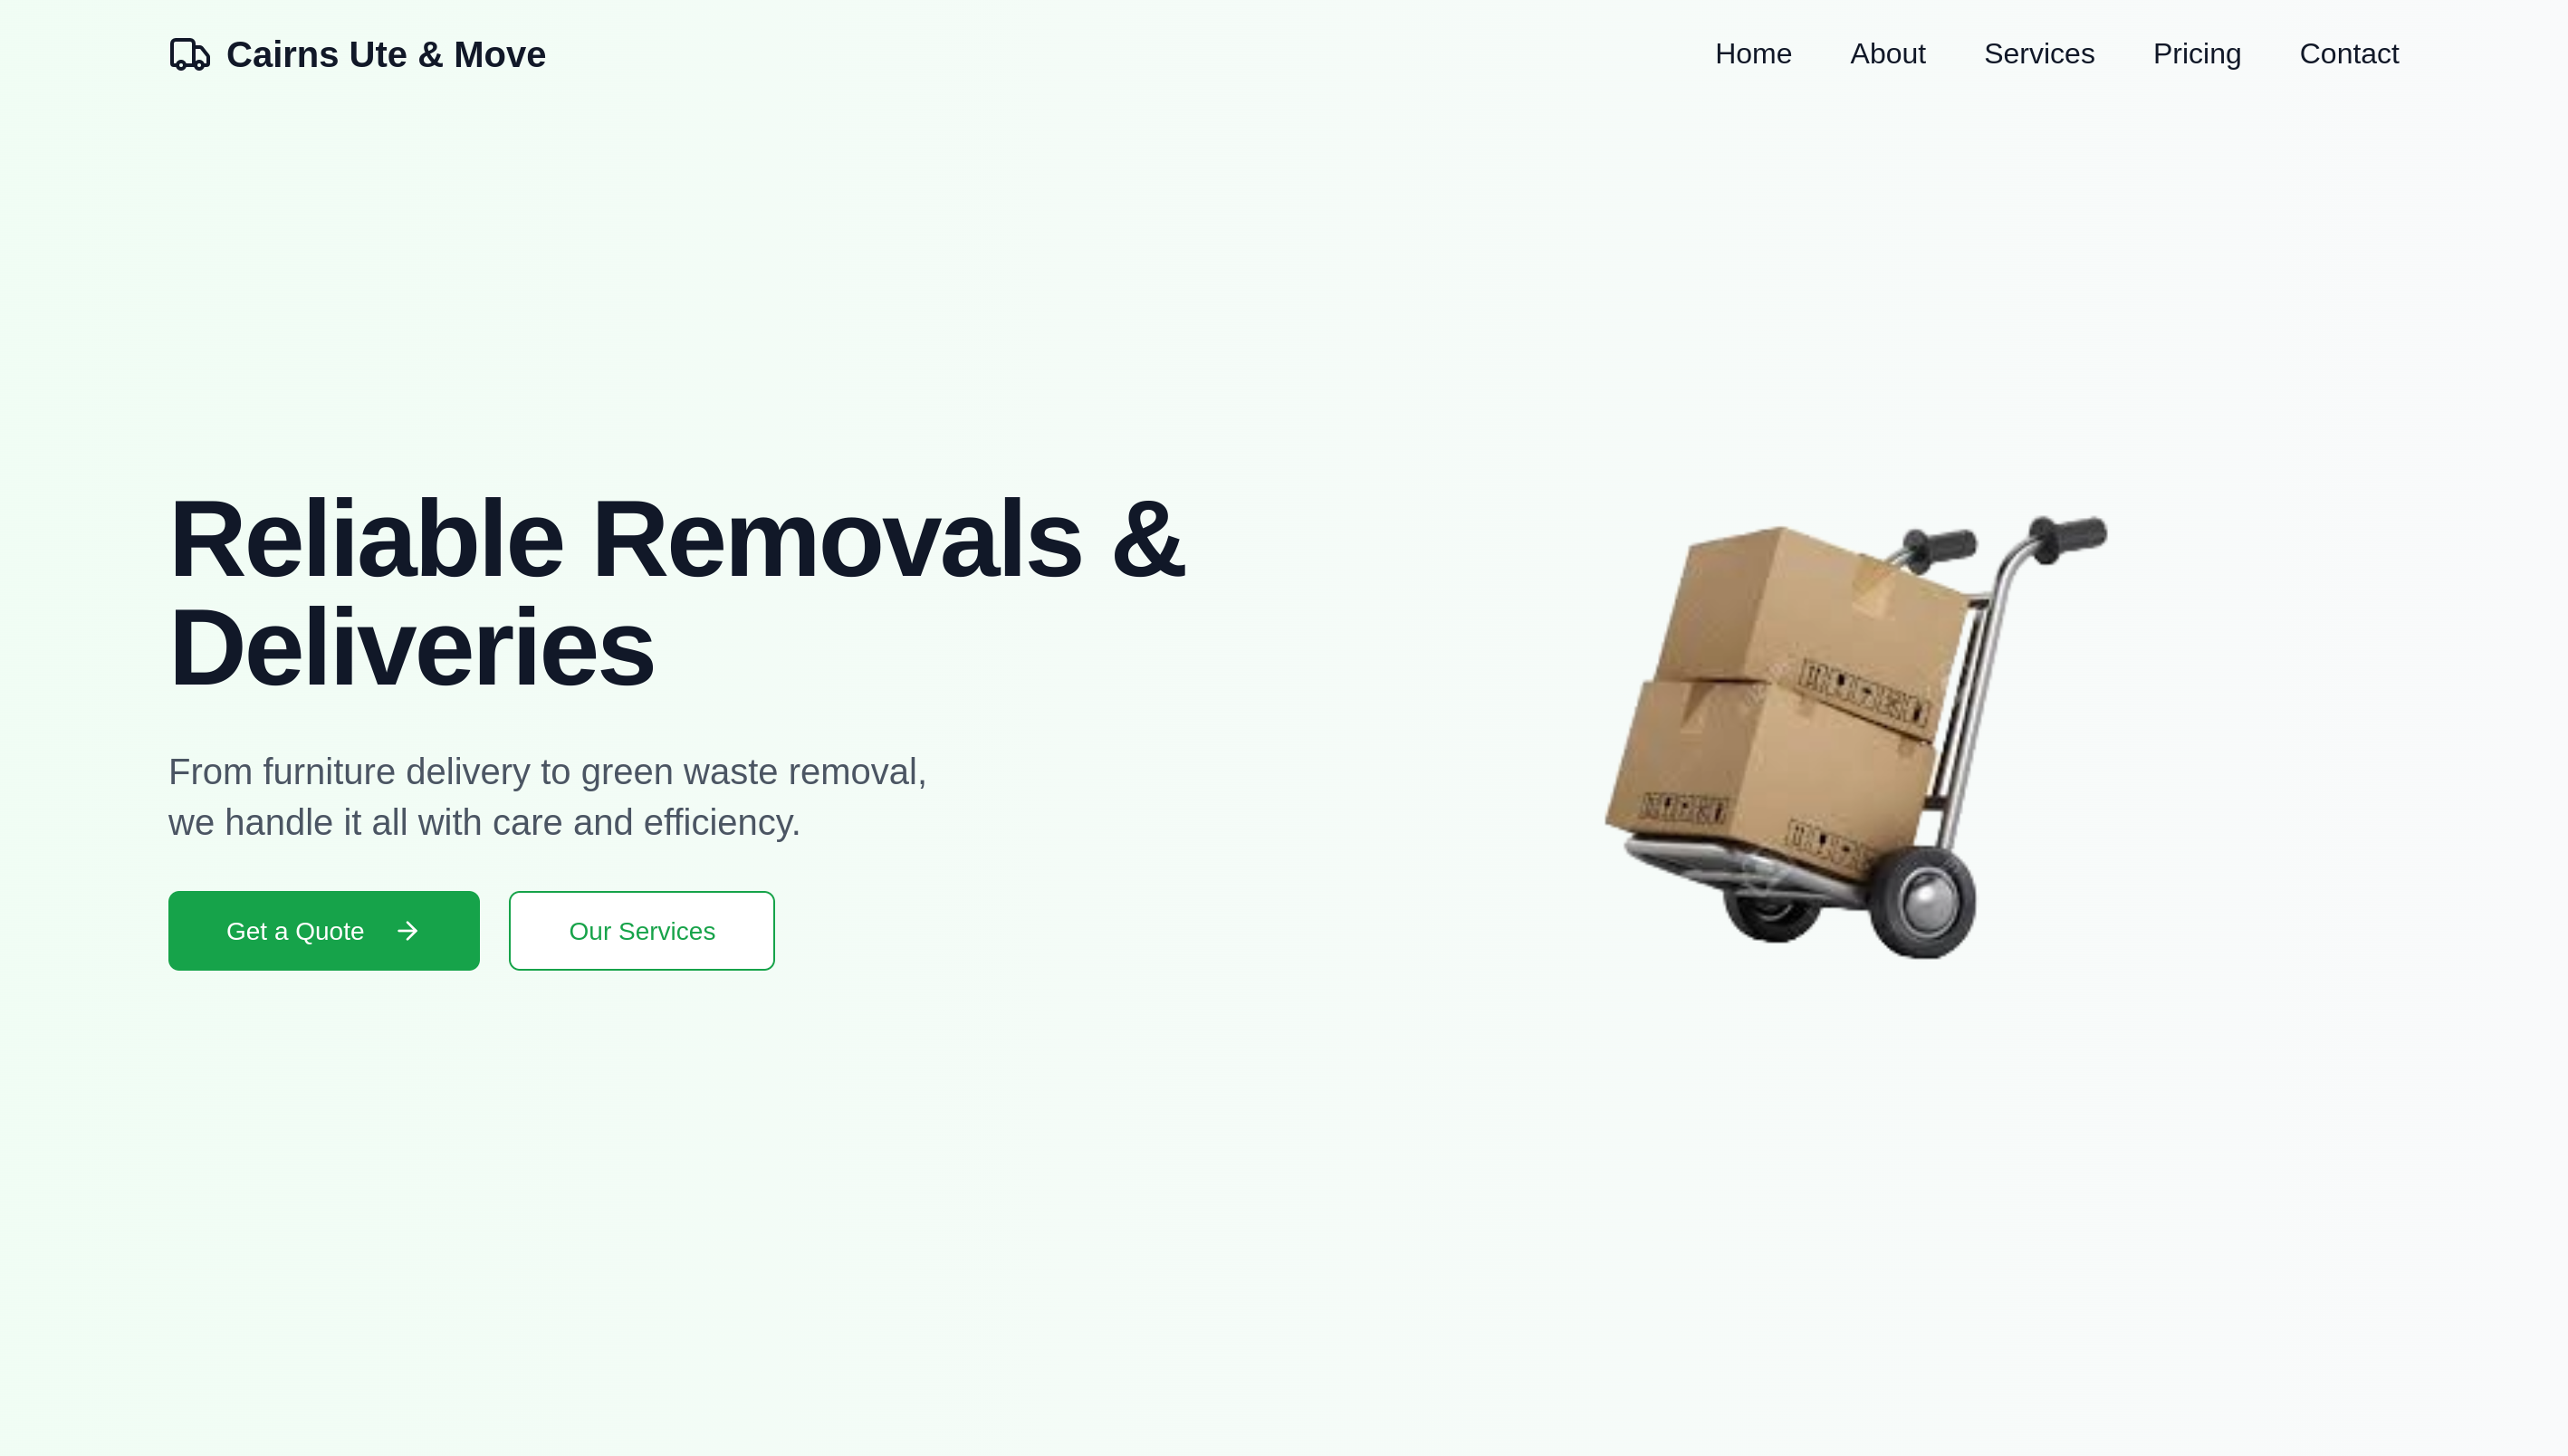 Cairns Ute & Move
Home About Services Pricing Contact
Reliable Removals &
Deliveries
From furniture delivery to green waste removal,
we handle it all with care and efficiency.
Get a Quote
Our Services